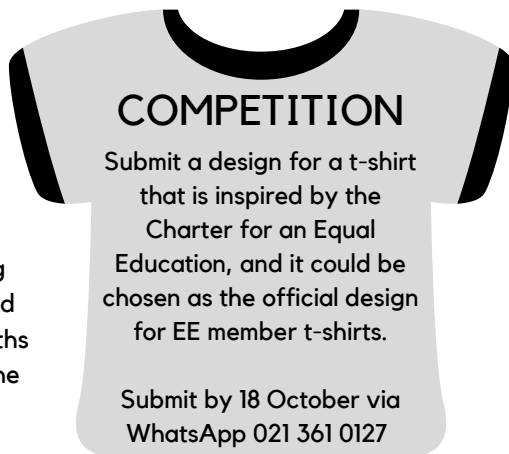 COMPETITION
Submit a design for a t-shirt
that is inspired by the
Charter for an Equal
Education, and it could be
chosen as the official design
for EE member t-shirts.
Submit by 18 October via
WhatsApp 021 361 0127